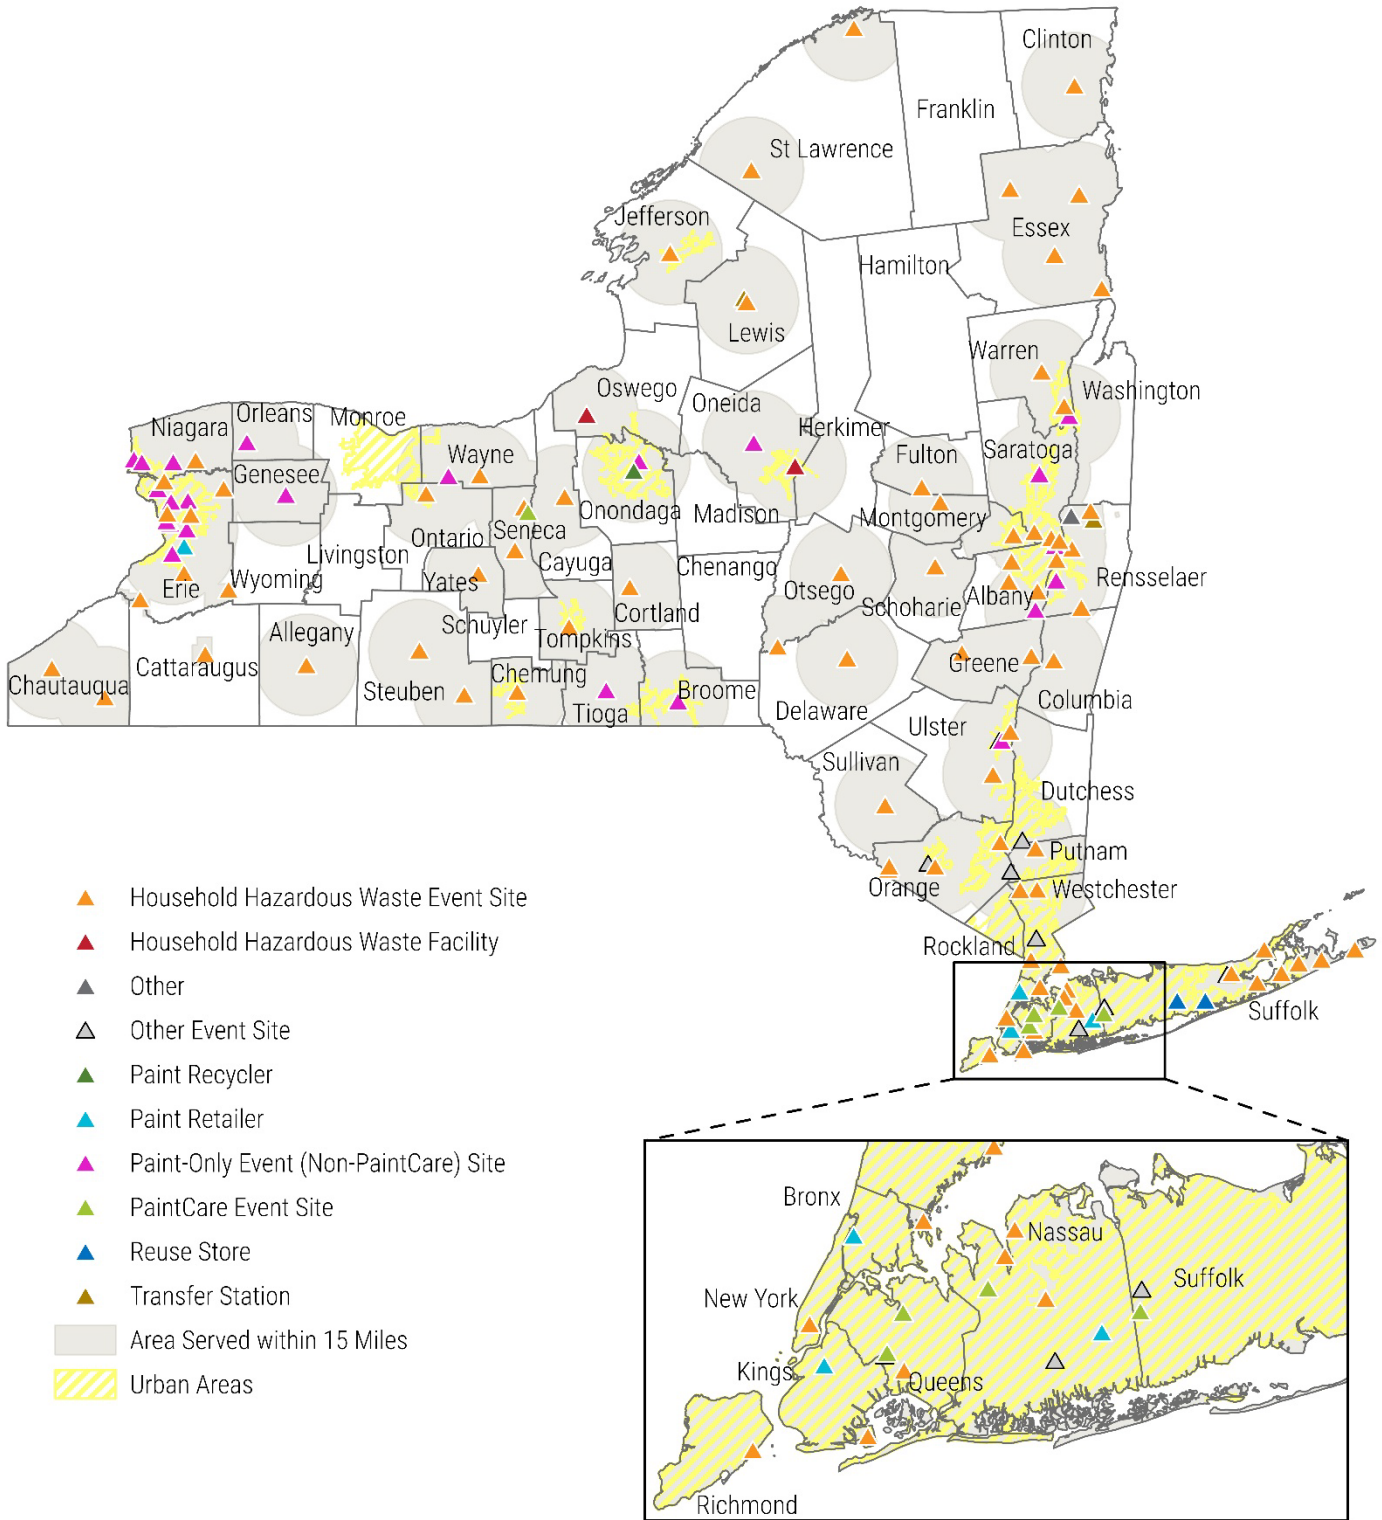 Clinton
Franklin
St Lawrence
Jefferson
Essex
Hamilton
Lewis
Warren
Oswego
Washington
Oneida
Orleans
Monroe
Niagara
Herkimer
Saratoga
Wayne
Fulton
Genesee
Onondaga
Madison
Montgomery
Seneca
Ontario
Livingston
Cayuga
Chenango
Rensselaer
Erie
Wyoming
Yates
Otsego
Albany
Schoharie
Cortland
Schuyler
Allegany
Tompkins
Greene
Cattaraugus
Chemung
Chautauqua
Steuben
Broome
Columbia
Tioga
Delaware
Ulster
Sullivan
Dutchess
Putnam
Orange
Westchester
Rockland
Suffolk
Household Hazardous Waste Event Site
Household Hazardous Waste Facility
Other
Other Event Site
Paint Recycler
Paint Retailer
Paint-Only Event (Non-PaintCare) Site
PaintCare Event Site
Reuse Store
Transfer Station
Area Served within 15 Miles
Urban Areas
Bronx
Nassau
Suffolk
New York
Kings
Queens
Richmond